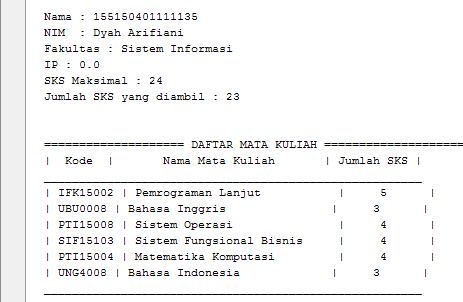 Nama : 155150401111135
NIM  : Dyah Arifiani
Fakultas : Sistem Informasi
IP : 0.0
SKS Maksimal : 24
Jumlah SKS yang diambil : 23
==================== DAFTAR MATA KULIAH ====================
|  Kode  |       Nama Mata Kuliah       | Jumlah SKS |
______________________________________________________
| IFK15002 | Pemrograman Lanjut           |     5      |
| UBU0008 | Bahasa Inggris               |     3      |
| PTI15008 | Sistem Operasi               |     4      |
| SIF15103 | Sistem Fungsional Bisnis     |     4      |
| PTI15004 | Matematika Komputasi         |     4      |
| UNG4008 | Bahasa Indonesia             |     3      |
______________________________________________________